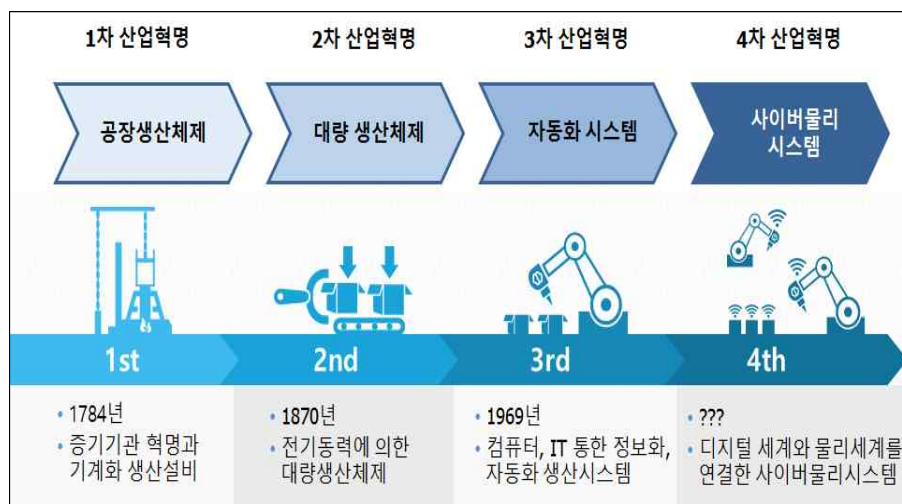 1차 산업혁명
2차 산업혁명
3차 산업혁명
4차 산업혁명
공장생산체제
대량 생산체제
자동화 시스템
사이버물리
시스템
1st
2nd
3rd
4th
• 1784년
• 증기기관 혁명과
기계화 생산설비
• 1870년
• 전기동력에 의한
대량생산체제
• 1969년
• 컴퓨터, IT 통한 정보화,
자동화 생산시스템
• ???
• 디지털 세계와 물리세계를
연결한 사이버물리시스템